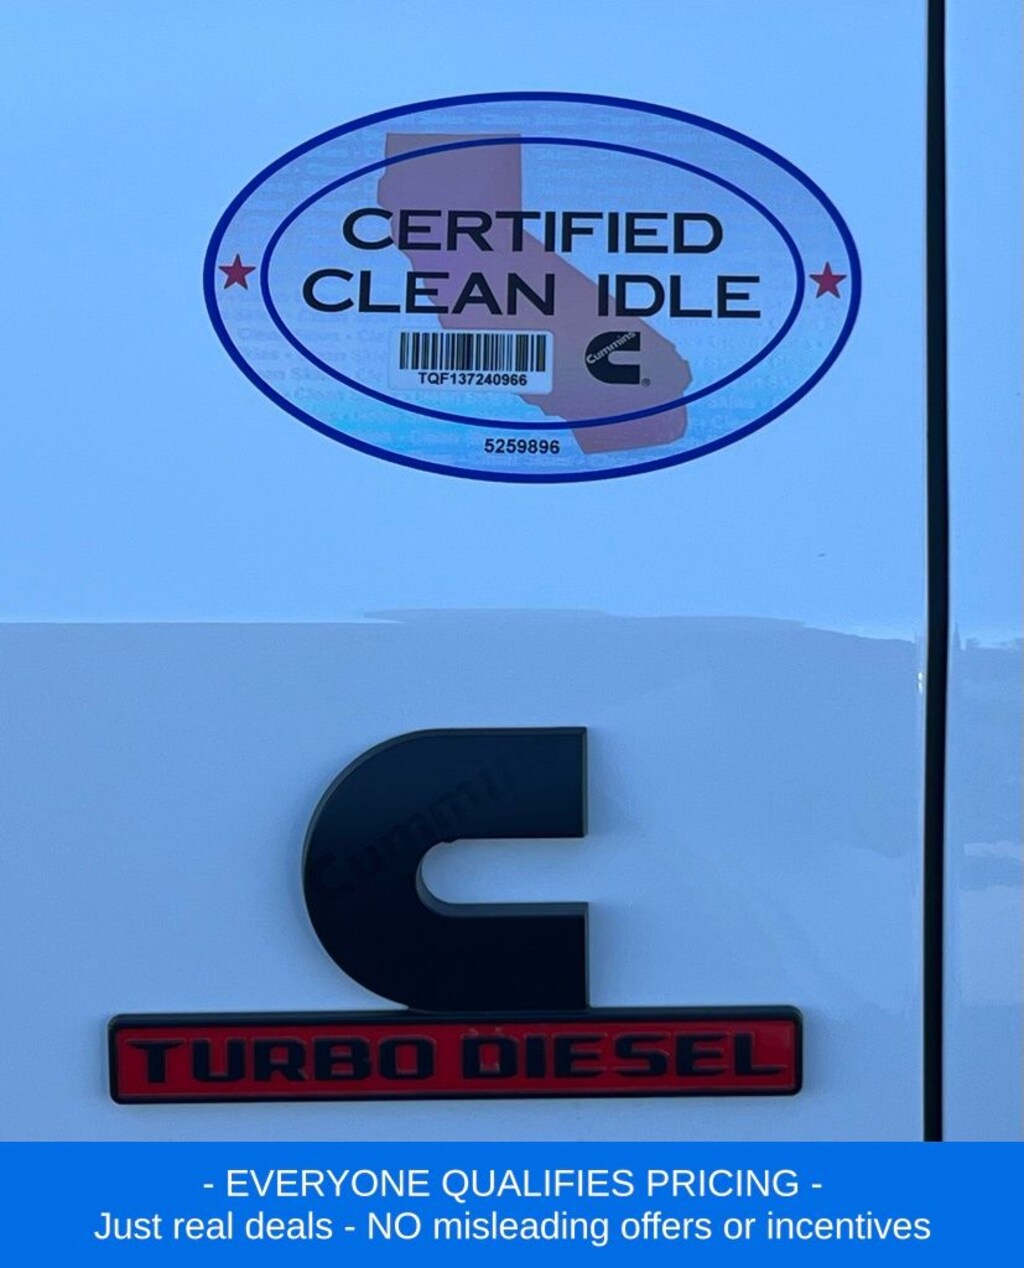 CERTIFIED
CLEAN IDLE
TQF137240966
Cummins
5259896
Cummins
TURBO DIESEL
- EVERYONE QUALIFIES PRICING -
Just real deals - NO misleading offers or incentives